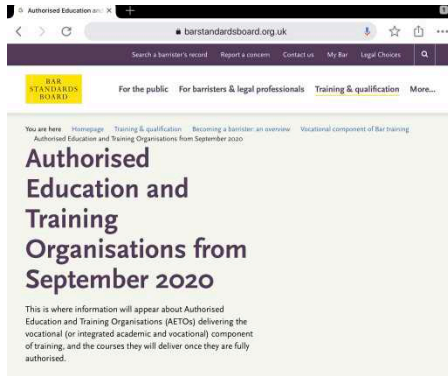 Authorised Education and
barstandardsboard.org.uk
Search a barrister's record Report a concern Contact us My Bar Legal Choices
BAR
STANDARDS
BOARD
For the public For barristers & legal professionals Training & qualification More...
You are here Homepage Training & qualification Becoming a barrister: an overview Vocational component of Bar training
Authorised Education and Training Organisations from September 2020
Authorised
Education and
Training
Organisations from
September 2020
This is where information will appear about Authorised
Education and Training Organisations (AETOs) delivering the
vocational (or integrated academic and vocational) component
of training, and the courses they will deliver once they are fully
authorised.